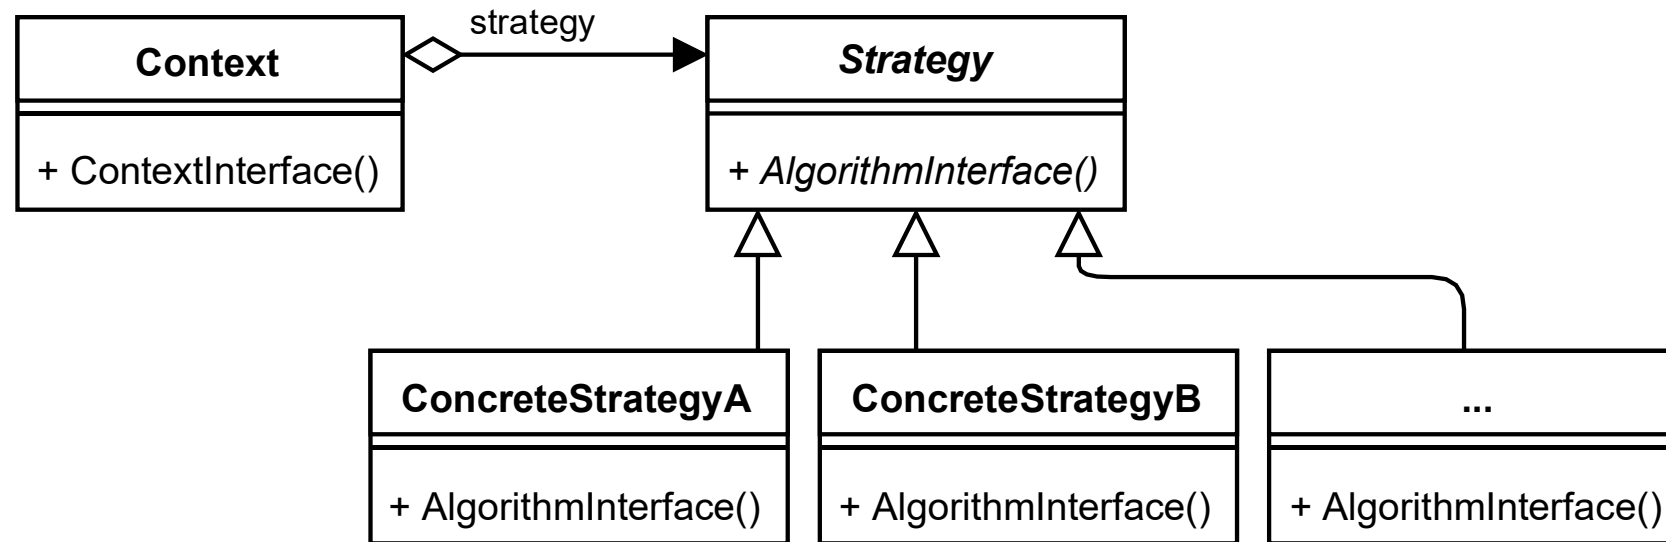 strategy
Context
Strategy
+ ContextInterface()
+ AlgorithmInterface()
ConcreteStrategyA
ConcreteStrategyB
...
+ AlgorithmInterface()
+ AlgorithmInterface()
+ AlgorithmInterface()